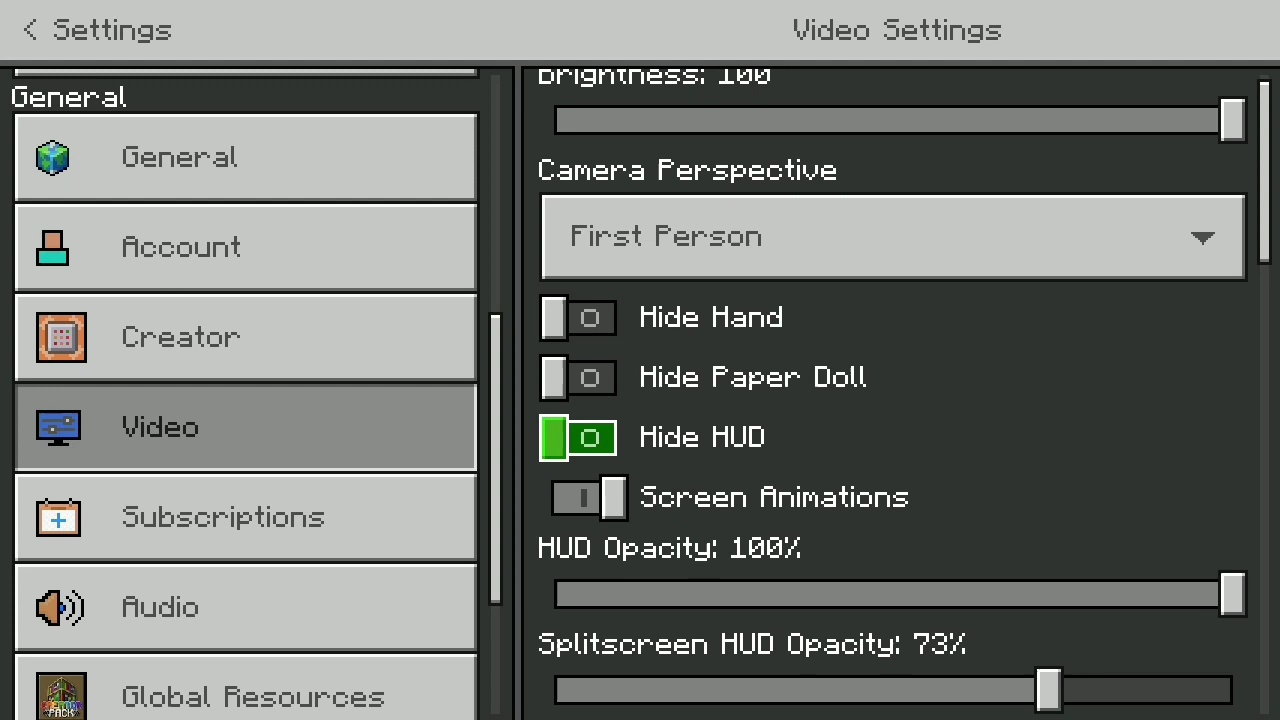 Settings
Video Settings
General
General
Account
Creator
Video
Subscriptions
Audio
Global Resources
Brightness: 100
Camera Perspective
First Person
Hide Hand
Hide Paper Doll
Hide HUD
Screen Animations
HUD Opacity: 100%
Splitscreen HUD Opacity: 73%